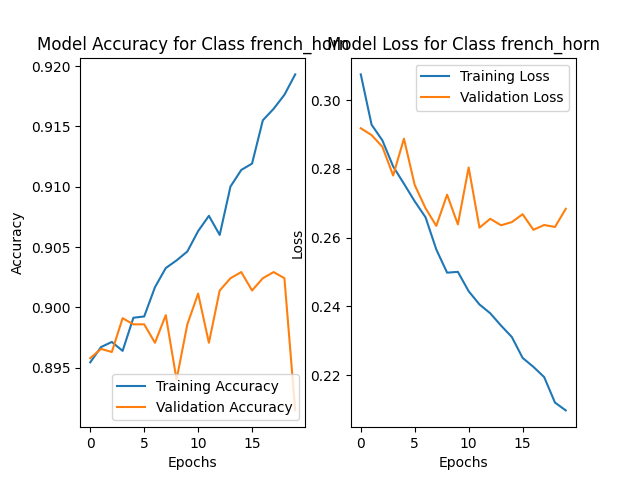 Model Accuracy for Class french_horn
Accuracy
0.920
0.915
0.910
0.905
0.900
0.895
Training Accuracy
Validation Accuracy
0
5
10
15
Epochs
Model Loss for Class french_horn
Loss
0.30
0.28
0.26
0.24
0.22
Training Loss
Validation Loss
0
5
10
15
Epochs